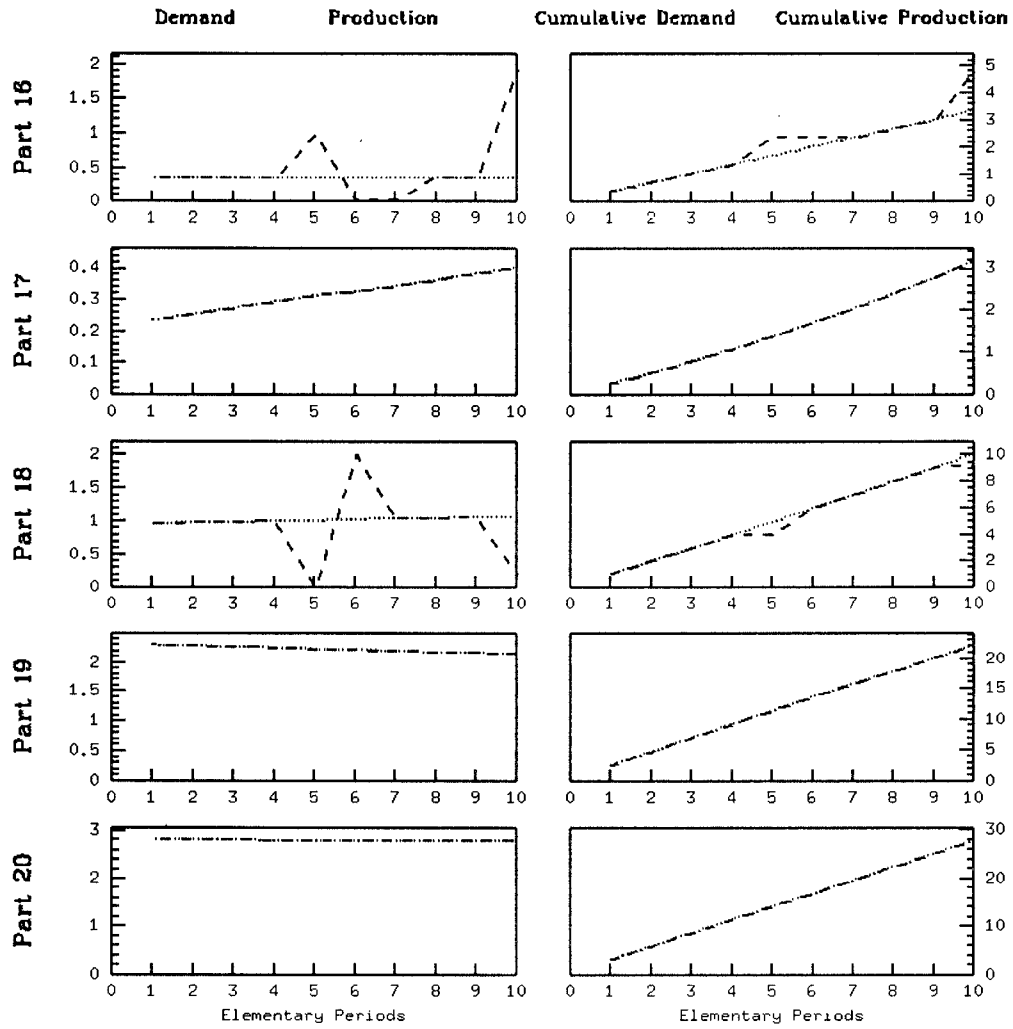 Demand Production Cumulative Demand Cumulative Production
Part 16
2
1.5
1
0.5
0
0 1 2 3 4 5 6 7 8 9 10
5
4
3
2
1
0
0 1 2 3 4 5 6 7 8 9 10
Part 17
0.4
0.3
0.2
0.1
0
0 1 2 3 4 5 6 7 8 9 10
3
2
1
0
0 1 2 3 4 5 6 7 8 9 10
Part 18
2
1.5
1
0.5
0
0 1 2 3 4 5 6 7 8 9 10
10
8
6
4
2
0
0 1 2 3 4 5 6 7 8 9 10
Part 19
2
1.5
1
0.5
0
0 1 2 3 4 5 6 7 8 9 10
20
15
10
5
0
0 1 2 3 4 5 6 7 8 9 10
Part 20
3
2
1
0
0 1 2 3 4 5 6 7 8 9 10
Elementary Periods
30
20
10
0
0 1 2 3 4 5 6 7 8 9 10
Elementary Periods